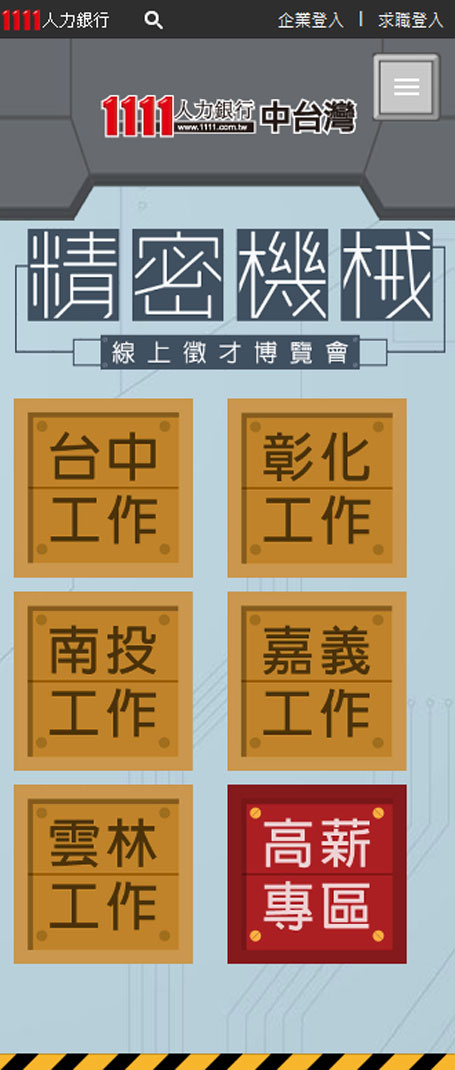 1111人力銀行
企業登入 | 求職登入
1111人力銀行 中台灣
www.1111.com.tw
精密機械
線上徵才博覽會
台中
工作
彰化
工作
南投
工作
嘉義
工作
雲林
工作
高薪
專區